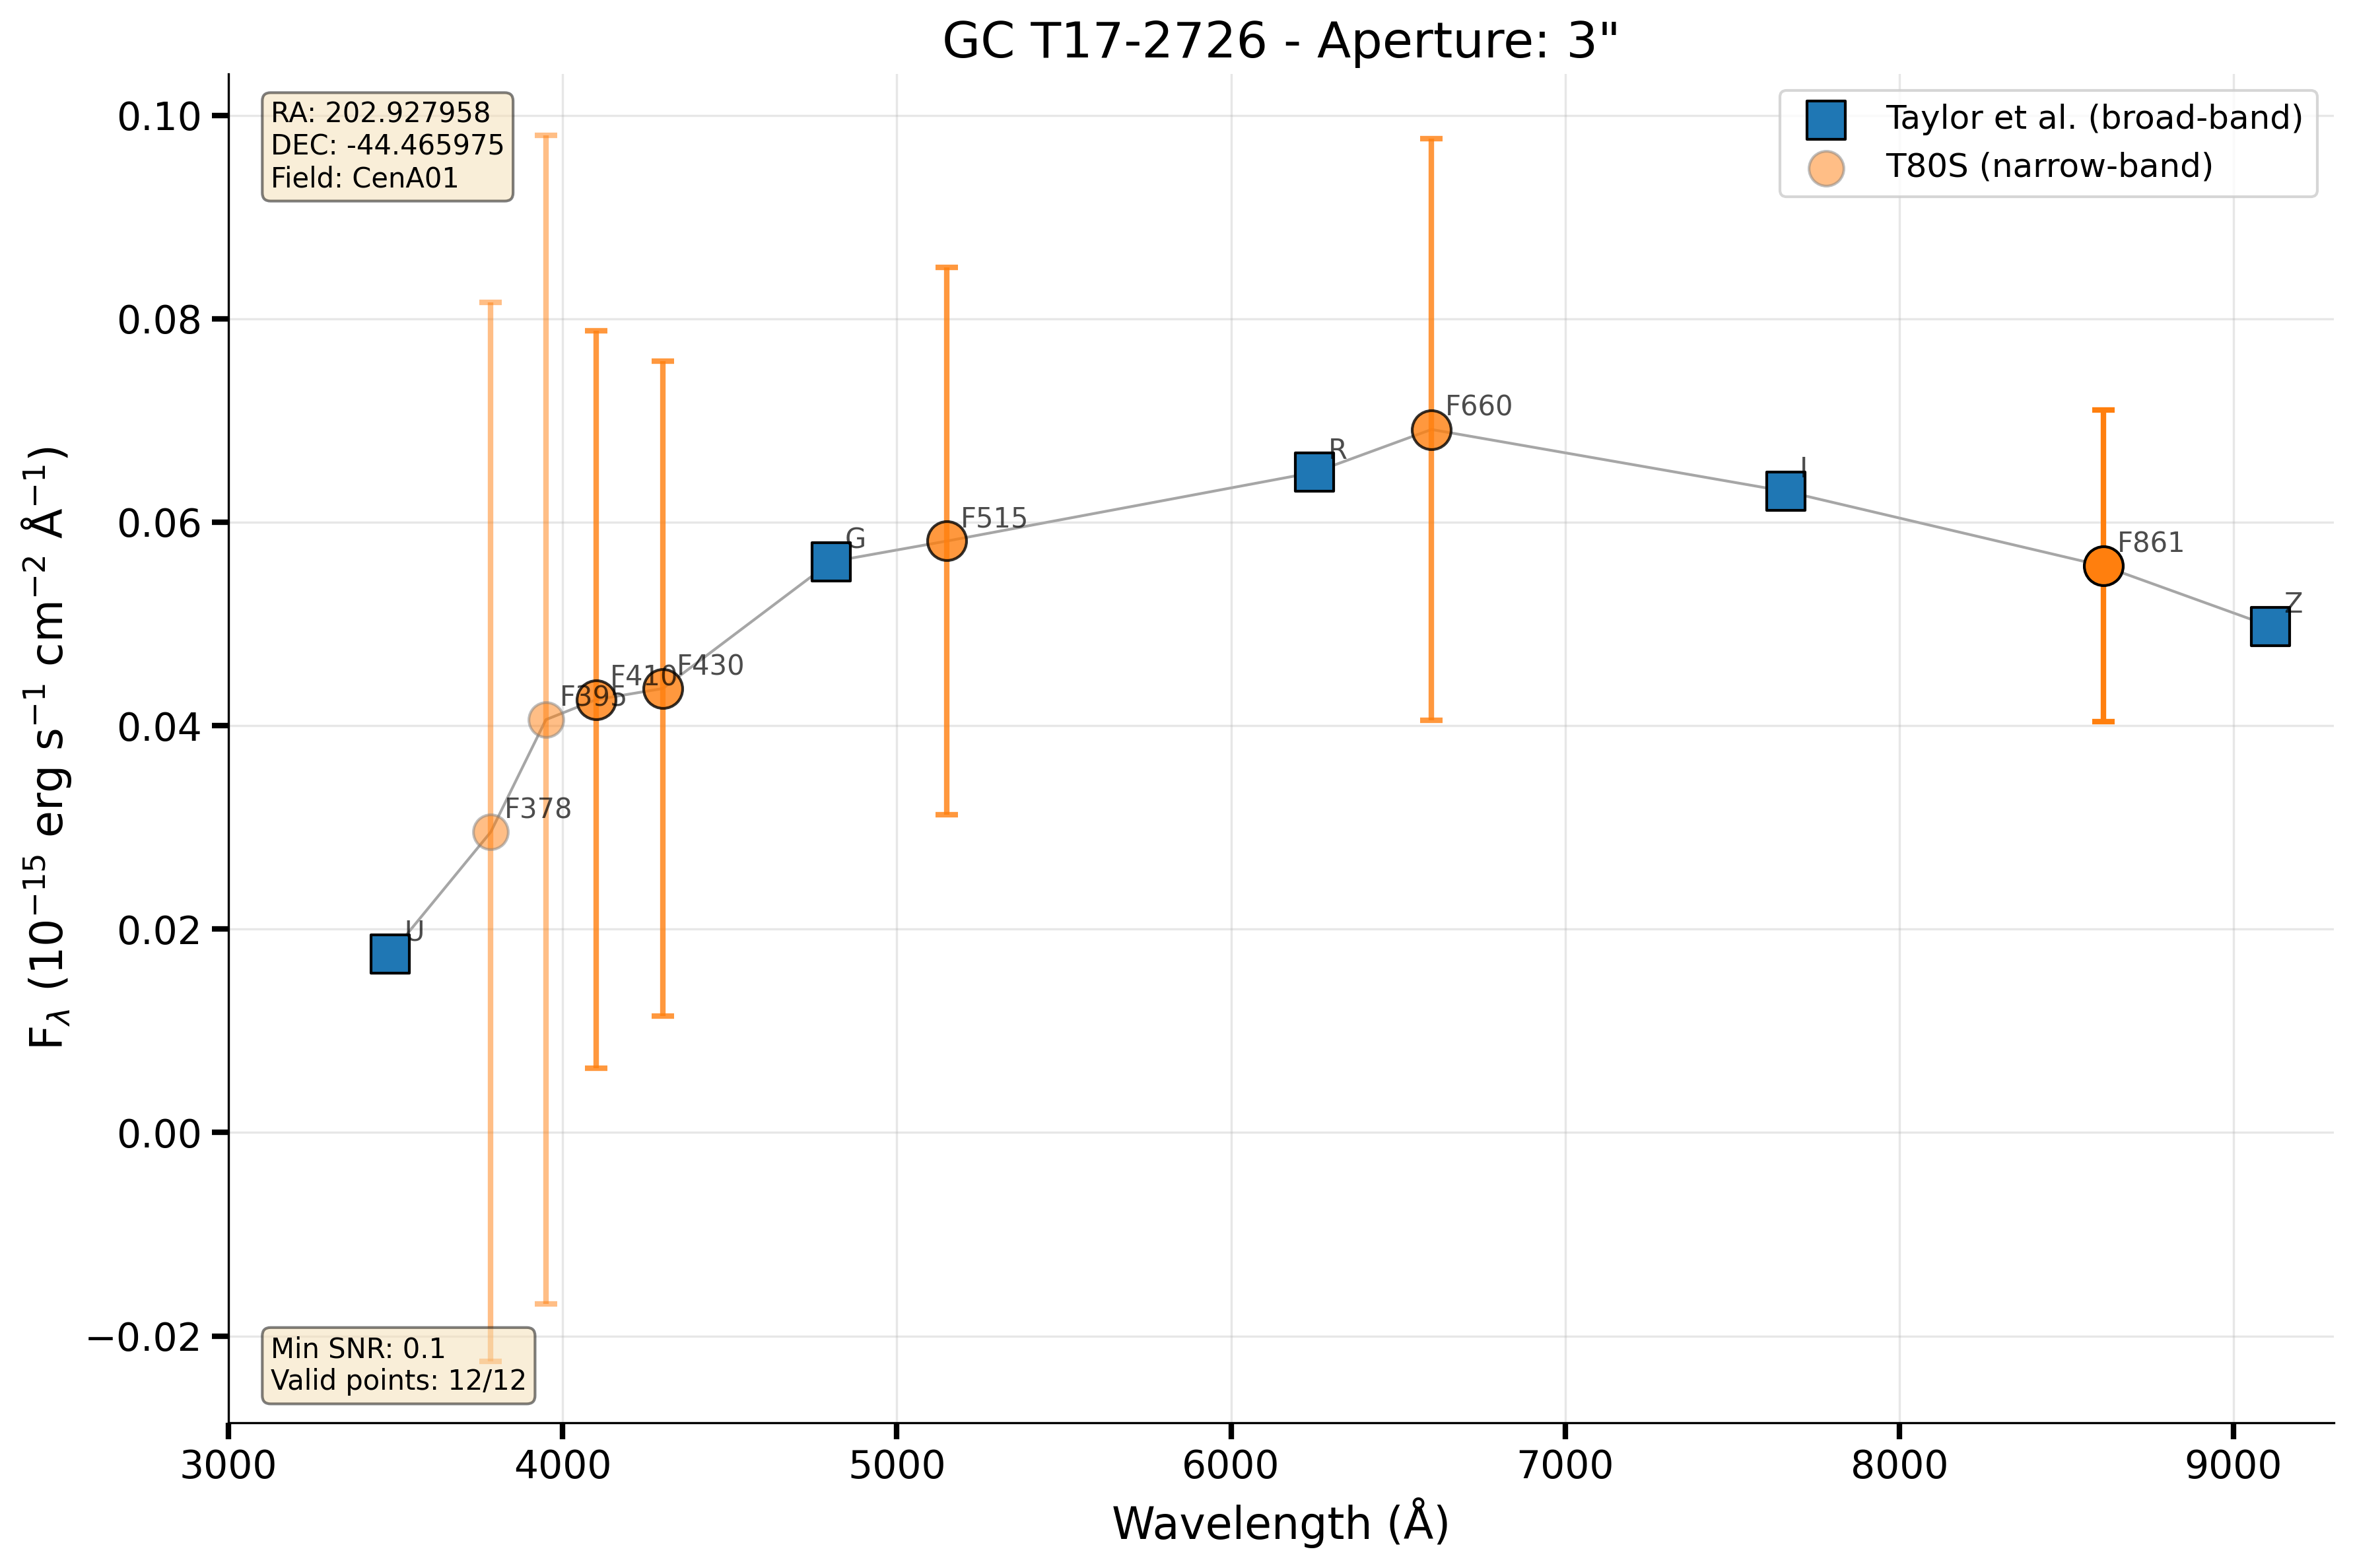 GC T17-2726 - Aperture: 3"
RA: 202.927958
DEC: -44.465975
Field: CenA01
Taylor et al. (broad-band)
T80S (narrow-band)
0.10
0.08
0.06
0.04
0.02
0.00
−0.02
F$_{λ}$ (10$^{−15}$ erg s$^{−1}$ cm$^{−2}$ Å$^{−1}$)
U
F378
F395
F410
F430
G
F515
R
F660
I
F861
Z
Min SNR: 0.1
Valid points: 12/12
3000 4000 5000 6000 7000 8000 9000
Wavelength (Å)